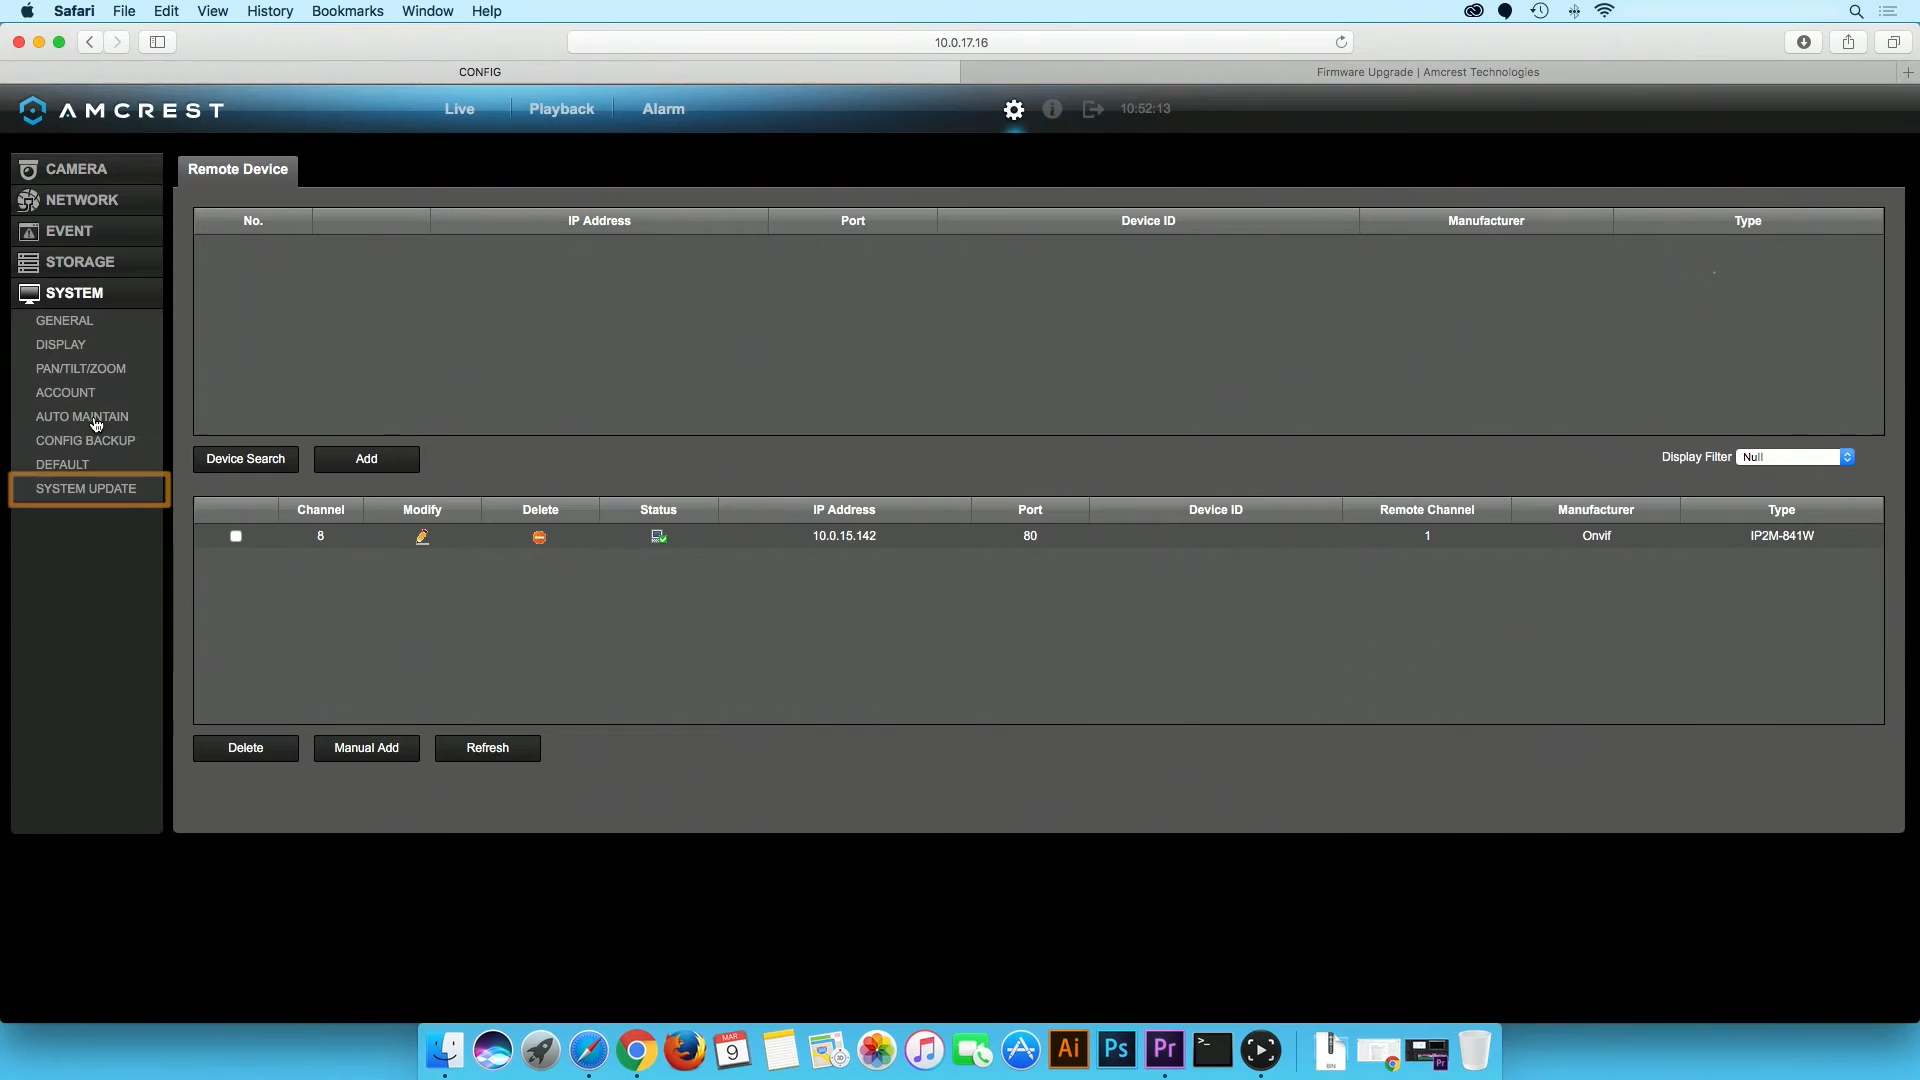 Safari File Edit View History Bookmarks Window Help
10.0.17.16
CONFIG
Firmware Upgrade | Amcrest Technologies
AMCREST
Live Playback Alarm
10:52:13
CAMERA
NETWORK
EVENT
STORAGE
SYSTEM
GENERAL
DISPLAY
PAN/TILT/ZOOM
ACCOUNT
AUTO MAINTAIN
CONFIG BACKUP
DEFAULT
SYSTEM UPDATE
Remote Device
No. IP Address Port Device ID Manufacturer Type
Device Search Add
Display Filter Null
Channel Modify Delete Status IP Address Port Device ID Remote Channel Manufacturer Type
8 10.0.15.142 80 1 Onvif IP2M-841W
Delete Manual Add Refresh
MAR
9
Ai Ps Pr
BIN
Pr